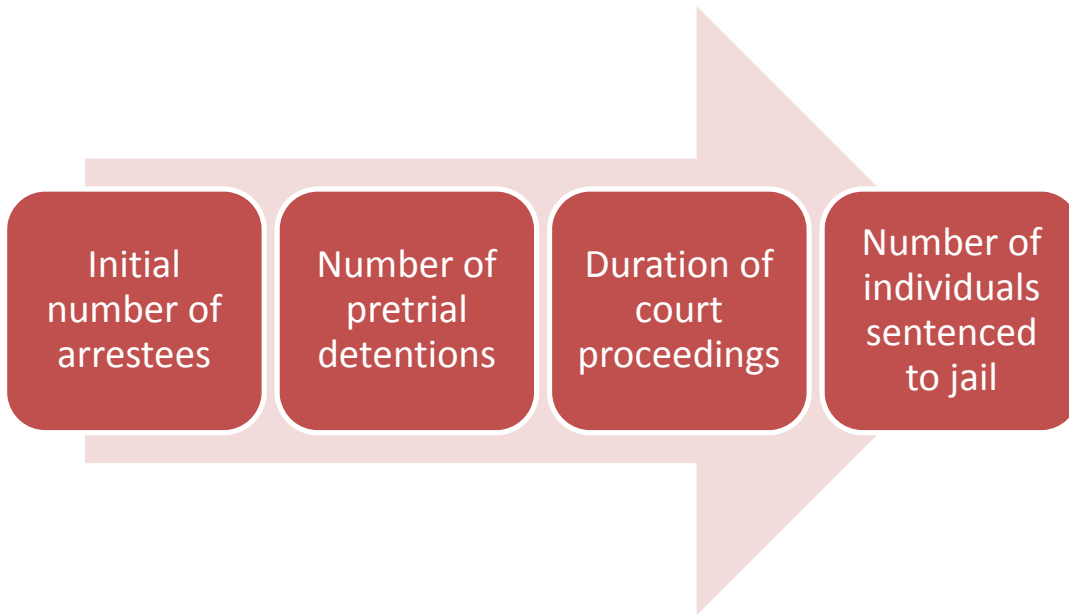 Initial
number of
arrestees
Number of
pretrial
detentions
Duration of
court
proceedings
Number of
individuals
sentenced
to jail